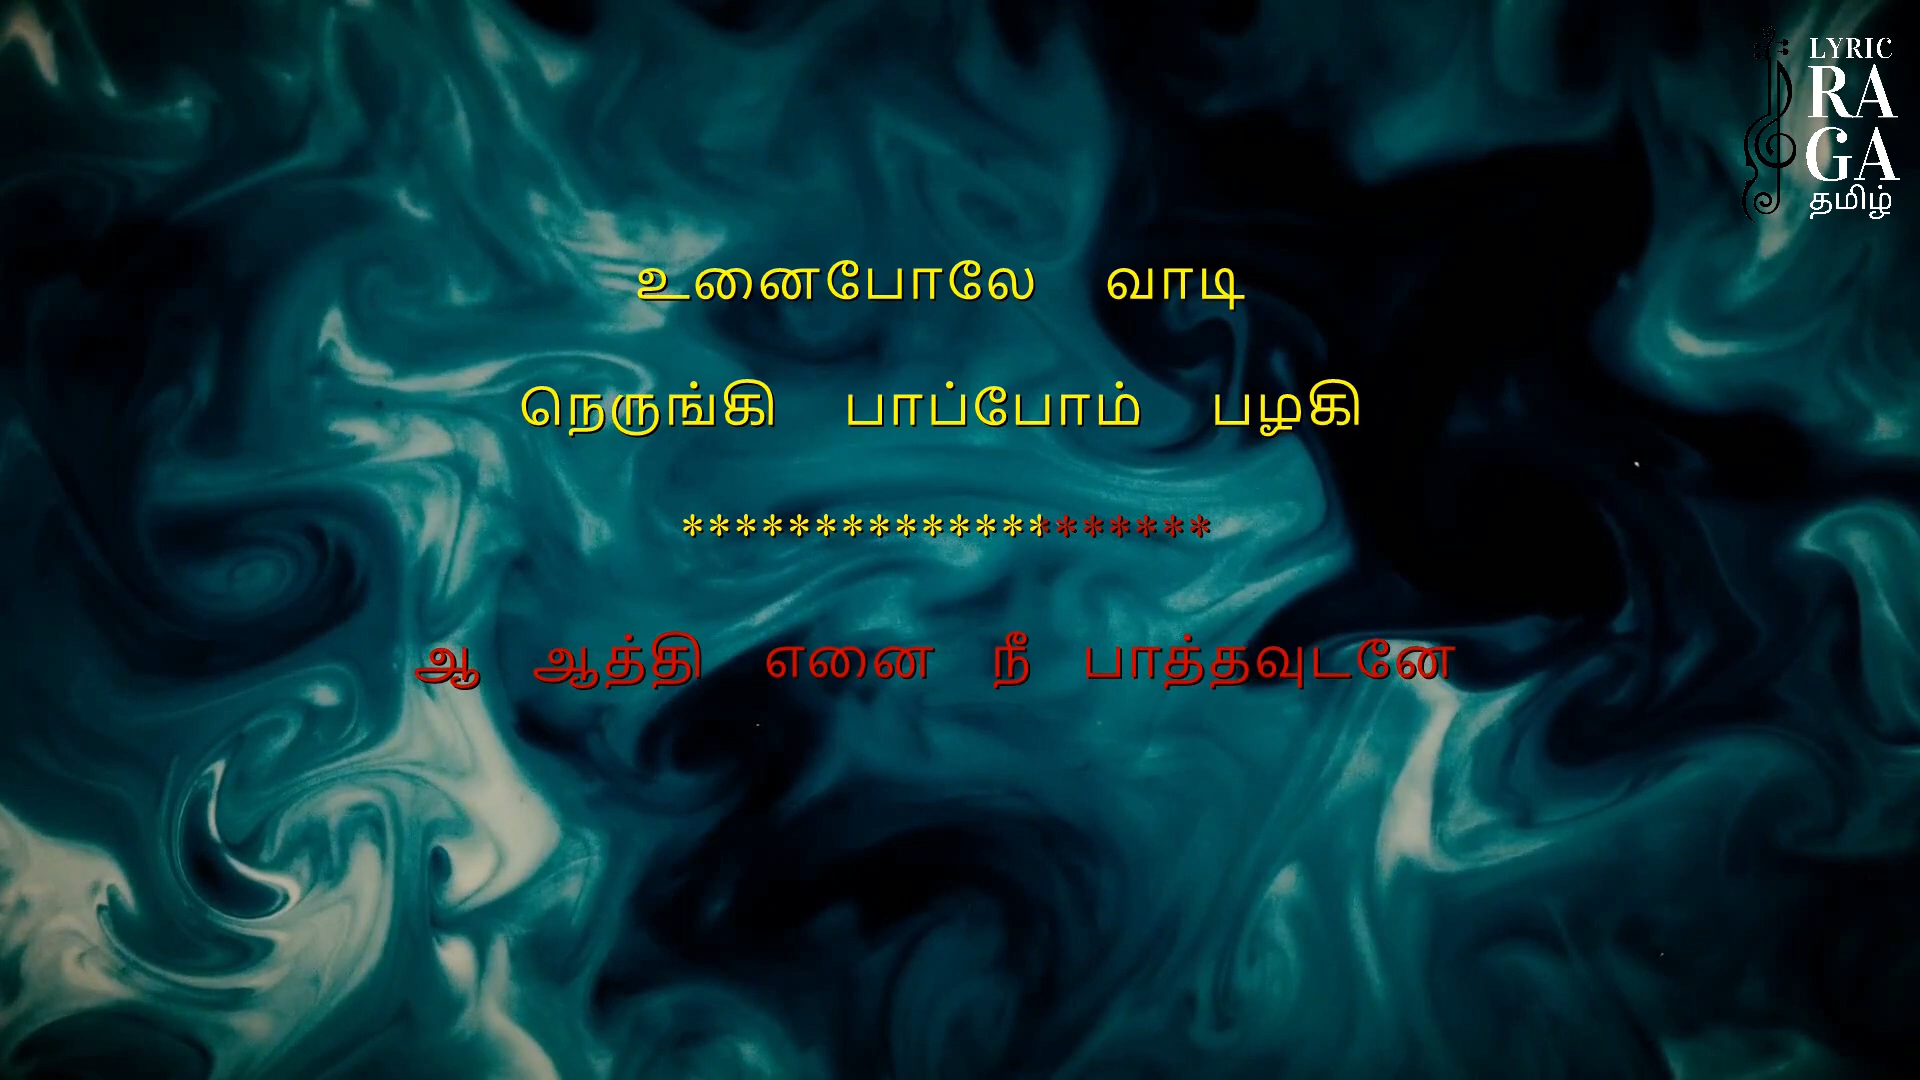 LYRIC
RA
GA
தமிழ்
உனைபோலே வாடி
நெருங்கி பாப்போம் பழகி
********************
ஆ ஆத்தி எனை நீ பாத்தவுடனே